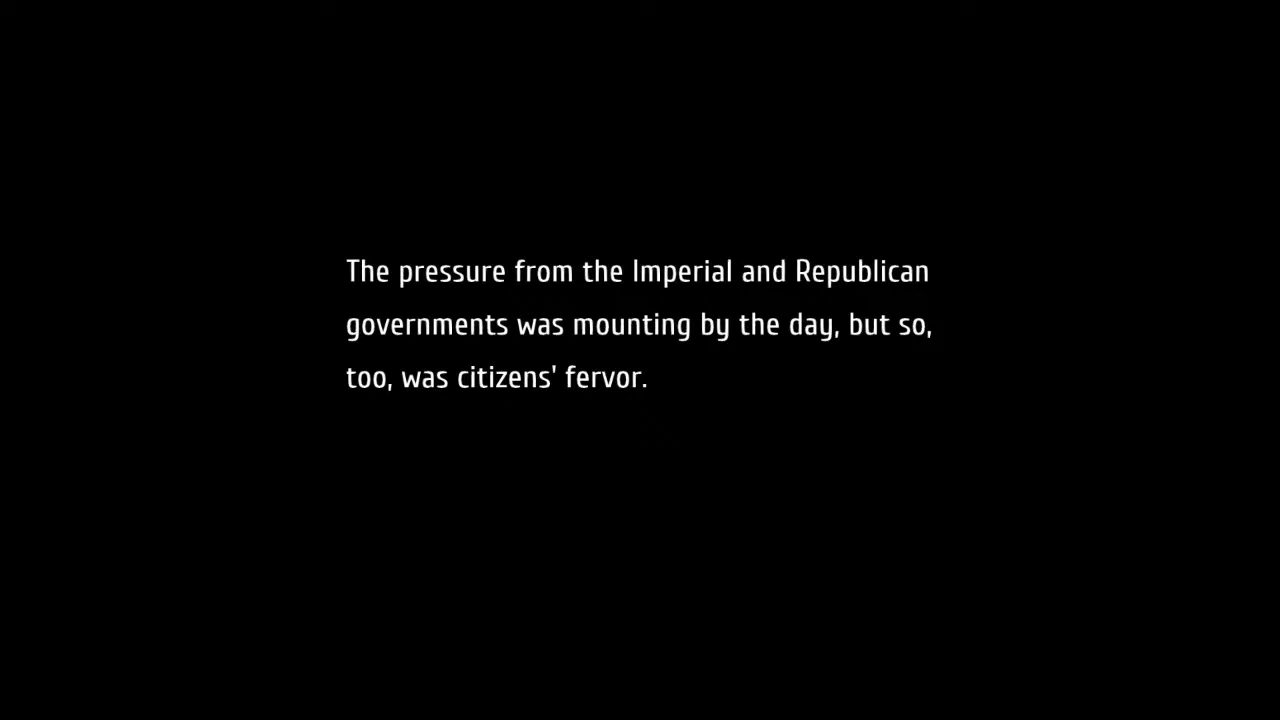 The pressure from the Imperial and Republican
governments was mounting by the day, but so,
too, was citizens' fervor.